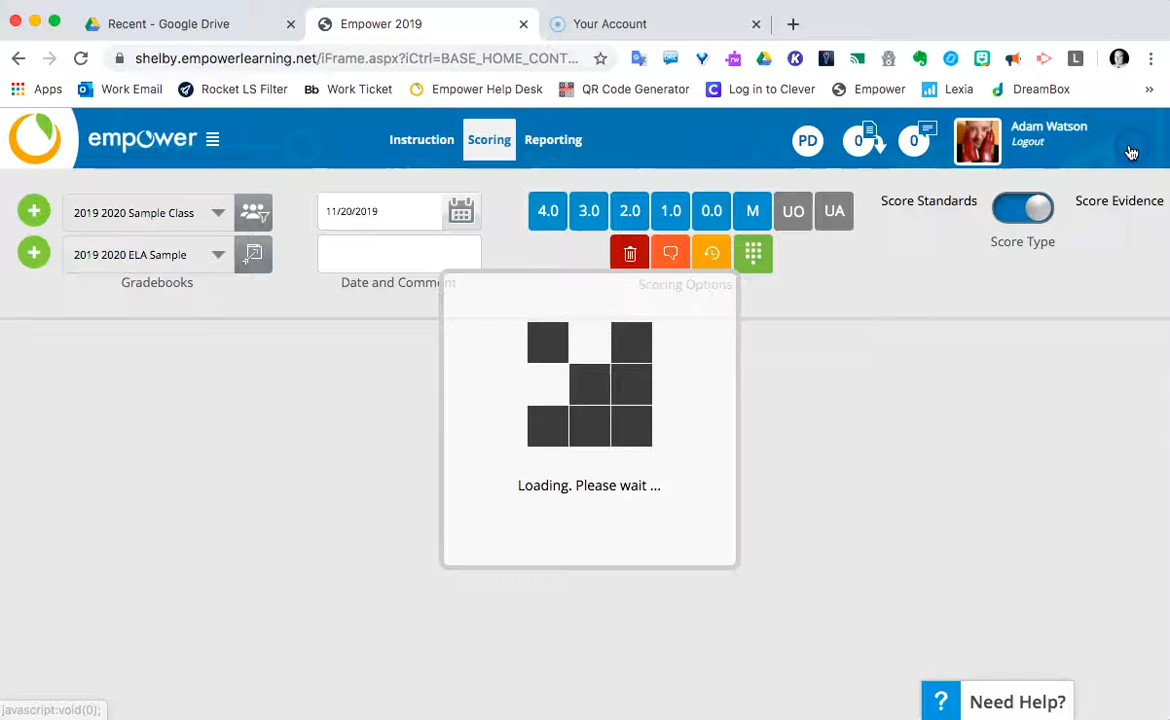 Recent - Google Drive
Empower 2019
Your Account
shelby.empowerlearning.net/iFrame.aspx?iCtrl=BASE_HOME_CONT...
Apps
Work Email
Rocket LS Filter
Bb Work Ticket
Empower Help Desk
QR Code Generator
C Log in to Clever
Empower
Lexia
DreamBox
»
empower
Instruction
Scoring
Reporting
PD
0
0
Adam Watson
Logout
2019 2020 Sample Class
11/20/2019
4.0 3.0 2.0 1.0 0.0 M UO UA
Score Standards
Score Evidence
2019 2020 ELA Sample
Score Type
Gradebooks
Date and Comment
Scoring Options
Loading. Please wait ...
? Need Help?
javascript:void(0);